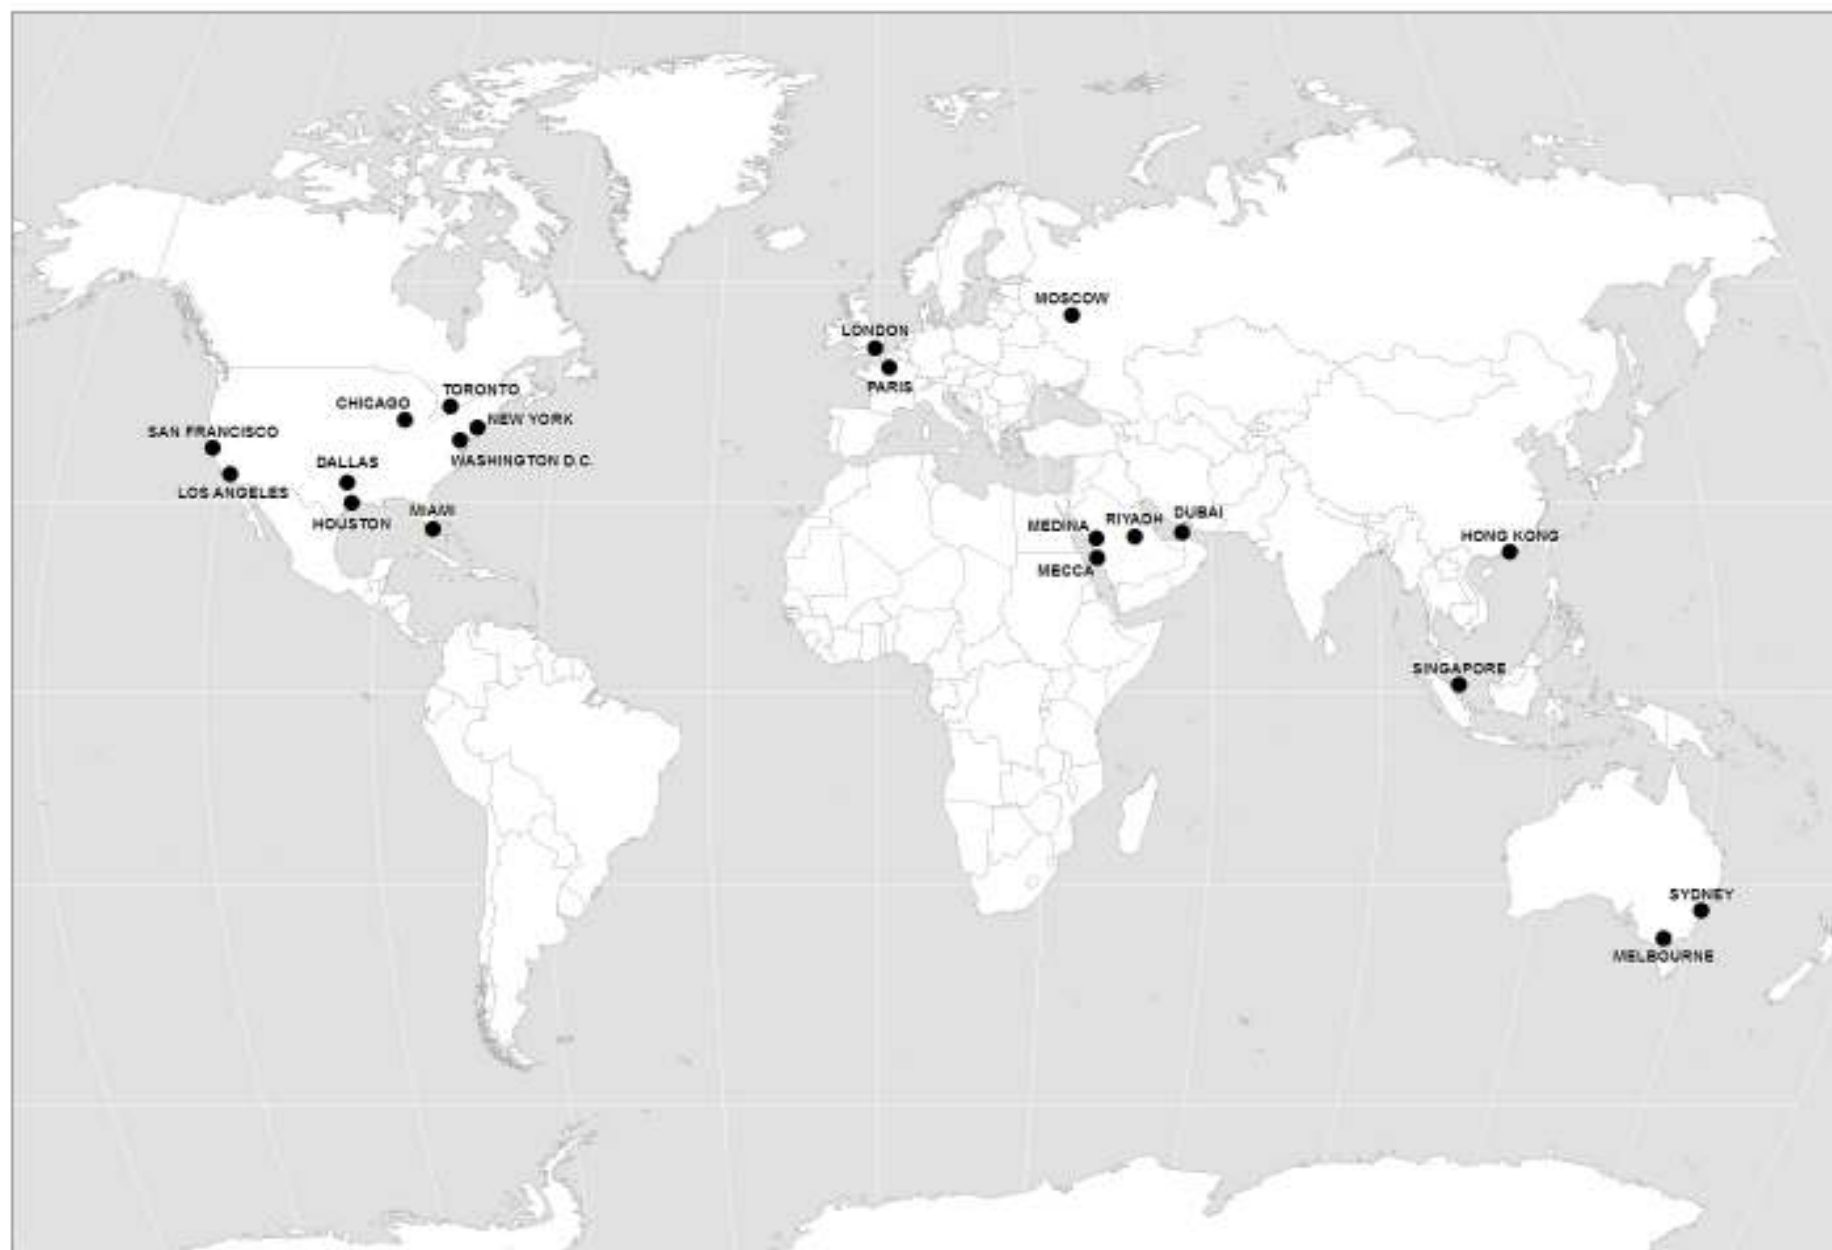 MOSCOW
LONDON
PARIS
TORONTO
CHICAGO
NEW YORK
SAN FRANCISCO
WASHINGTON D.C.
DALLAS
LOS ANGELES
HOUSTON
MIAMI
MEDINA
RIYADH
DUBAI
HONG KONG
MECCA
SINGAPORE
SYDNEY
MELBOURNE